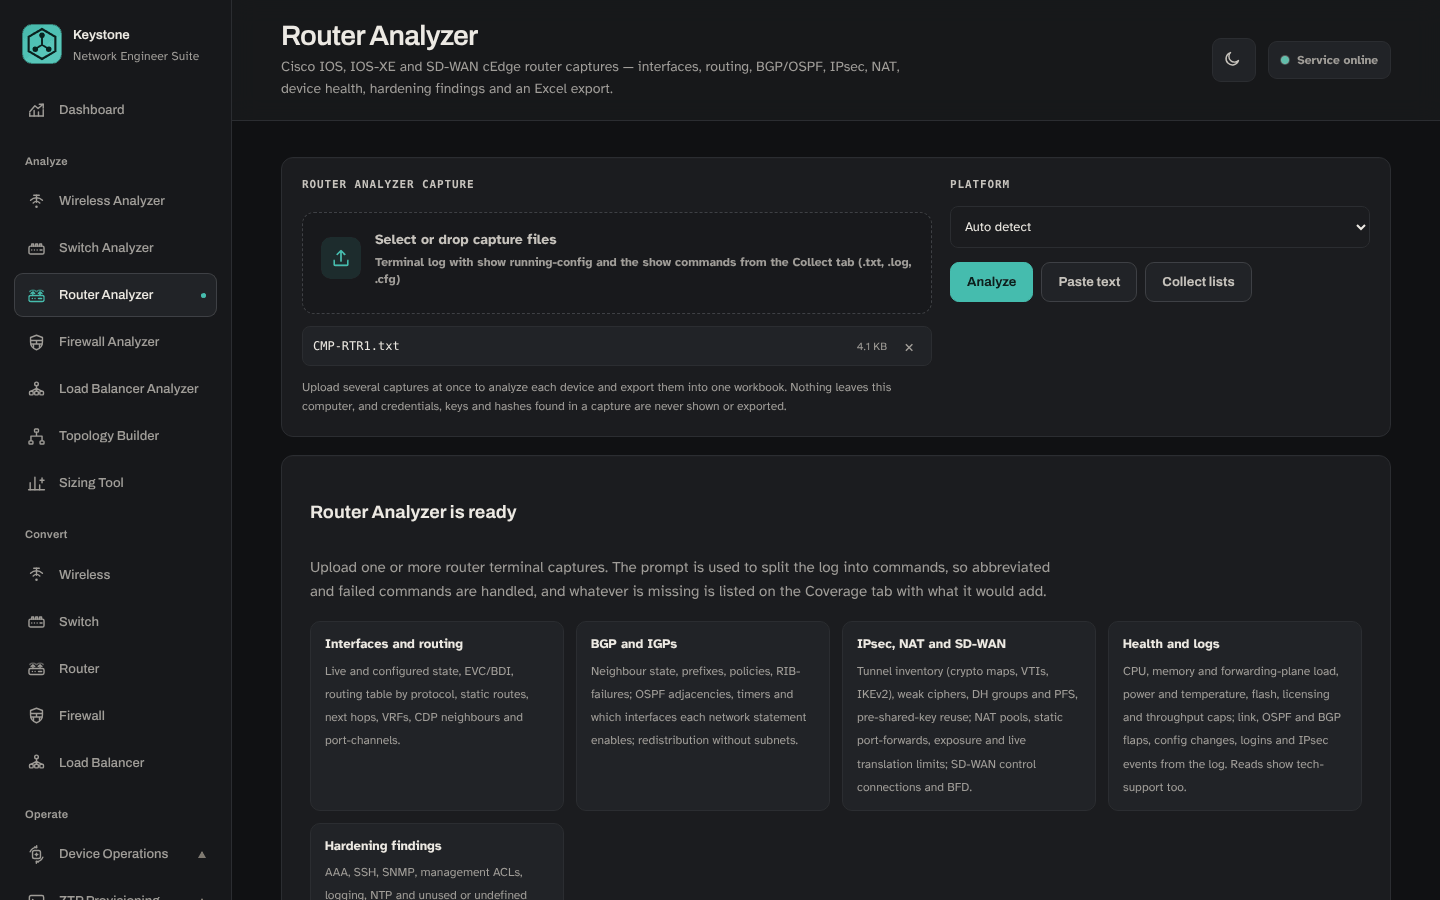 Keystone
Network Engineer Suite
Dashboard
Analyze
Wireless Analyzer
Switch Analyzer
Router Analyzer
Firewall Analyzer
Load Balancer Analyzer
Topology Builder
Sizing Tool
Convert
Wireless
Switch
Router
Firewall
Load Balancer
Operate
Device Operations
ZTP Provisioning
Router Analyzer
Cisco IOS, IOS-XE and SD-WAN cEdge router captures — interfaces, routing, BGP/OSPF, IPsec, NAT,
device health, hardening findings and an Excel export.
Service online
ROUTER ANALYZER CAPTURE
Select or drop capture files
Terminal log with show running-config and the show commands from the Collect tab (.txt, .log,
.cfg)
CMP-RTR1.txt
4.1 KB
Upload several captures at once to analyze each device and export them into one workbook. Nothing leaves this
computer, and credentials, keys and hashes found in a capture are never shown or exported.
PLATFORM
Auto detect
Analyze
Paste text
Collect lists
Router Analyzer is ready
Upload one or more router terminal captures. The prompt is used to split the log into commands, so abbreviated
and failed commands are handled, and whatever is missing is listed on the Coverage tab with what it would add.
Interfaces and routing
Live and configured state, EVC/BDI,
routing table by protocol, static routes,
next hops, VRFs, CDP neighbours and
port-channels.
BGP and IGPs
Neighbour state, prefixes, policies, RIB-
failures; OSPF adjacencies, timers and
which interfaces each network statement
enables; redistribution without subnets.
IPsec, NAT and SD-WAN
Tunnel inventory (crypto maps, VTIs,
IKEv2), weak ciphers, DH groups and PFS,
pre-shared-key reuse; NAT pools, static
port-forwards, exposure and live
translation limits; SD-WAN control
connections and BFD.
Health and logs
CPU, memory and forwarding-plane load,
power and temperature, flash, licensing
and throughput caps; link, OSPF and BGP
flaps, config changes, logins and IPsec
events from the log. Reads show tech-
support too.
Hardening findings
AAA, SSH, SNMP, management ACLs,
logging, NTP and unused or undefined